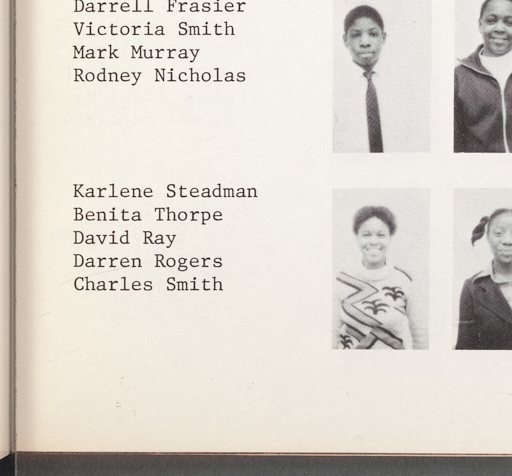 Darrell Frasier
Victoria Smith
Mark Murray
Rodney Nicholas
Karlene Steadman
Benita Thorpe
David Ray
Darren Rogers
Charles Smith